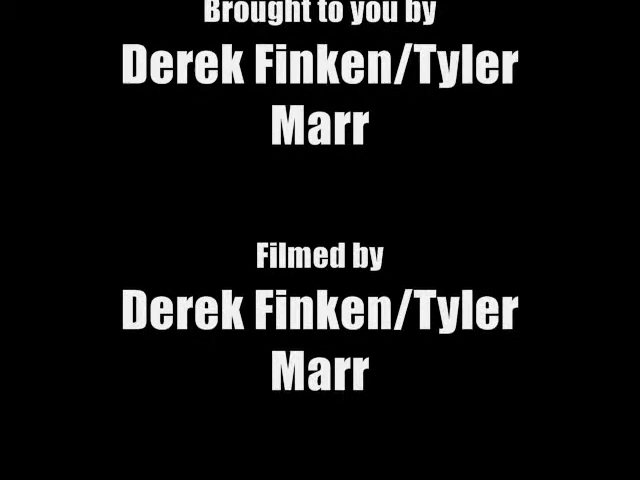 Brought to you by
Derek Finken/Tyler
Marr
Filmed by
Derek Finken/Tyler
Marr